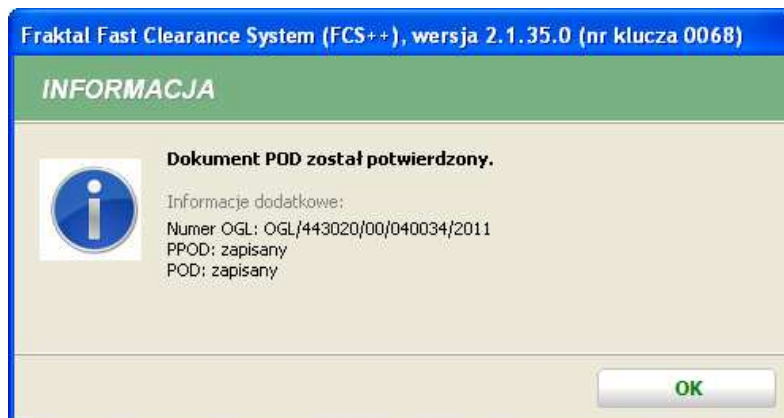 Fraktal Fast Clearance System (FCS++), wersja 2.1.35.0 (nr klucza 0068)
INFORMACJA
Dokument POD został potwierdzony.
Informacje dodatkowe:
Numer OGL: OGL/443020/00/040034/2011
PPOD: zapisany
POD: zapisany
OK